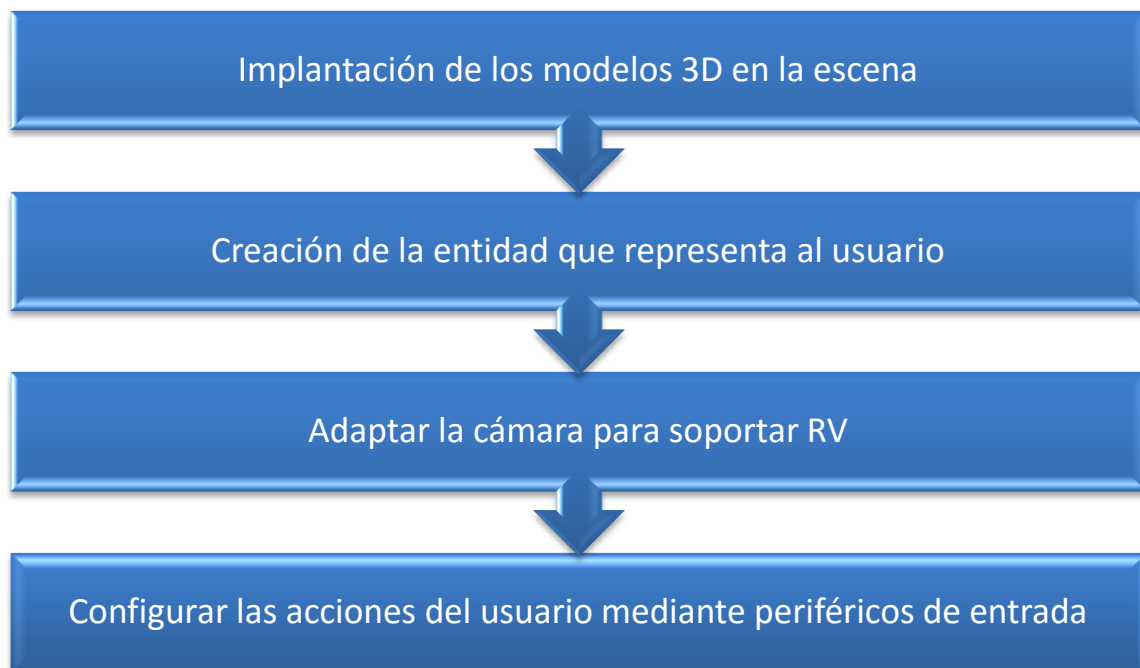 Implantación de los modelos 3D en la escena
Creación de la entidad que representa al usuario
Adaptar la cámara para soportar RV
Configurar las acciones del usuario mediante periféricos de entrada